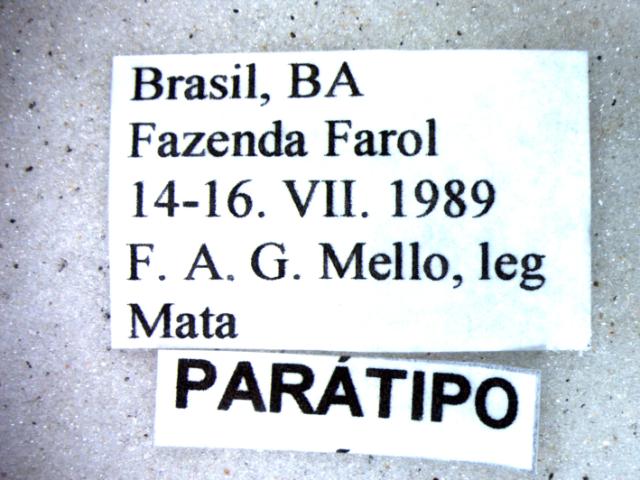 Brasil, BA
Fazenda Farol
14-16. VII. 1989
F. A. G. Mello, leg
Mata
PARÁTIPO